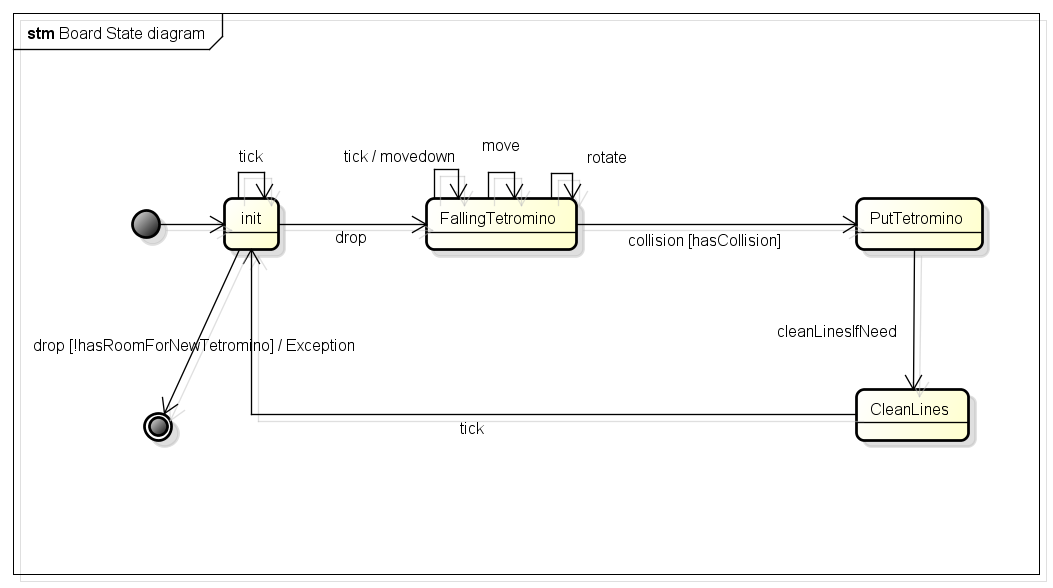 stm Board State diagram
tick
tick / movedown
move
rotate
init
FallingTetromino
PutTetromino
drop
collision [hasCollision]
cleanLinesIfNeed
drop [!hasRoomForNewTetromino] / Exception
CleanLines
tick